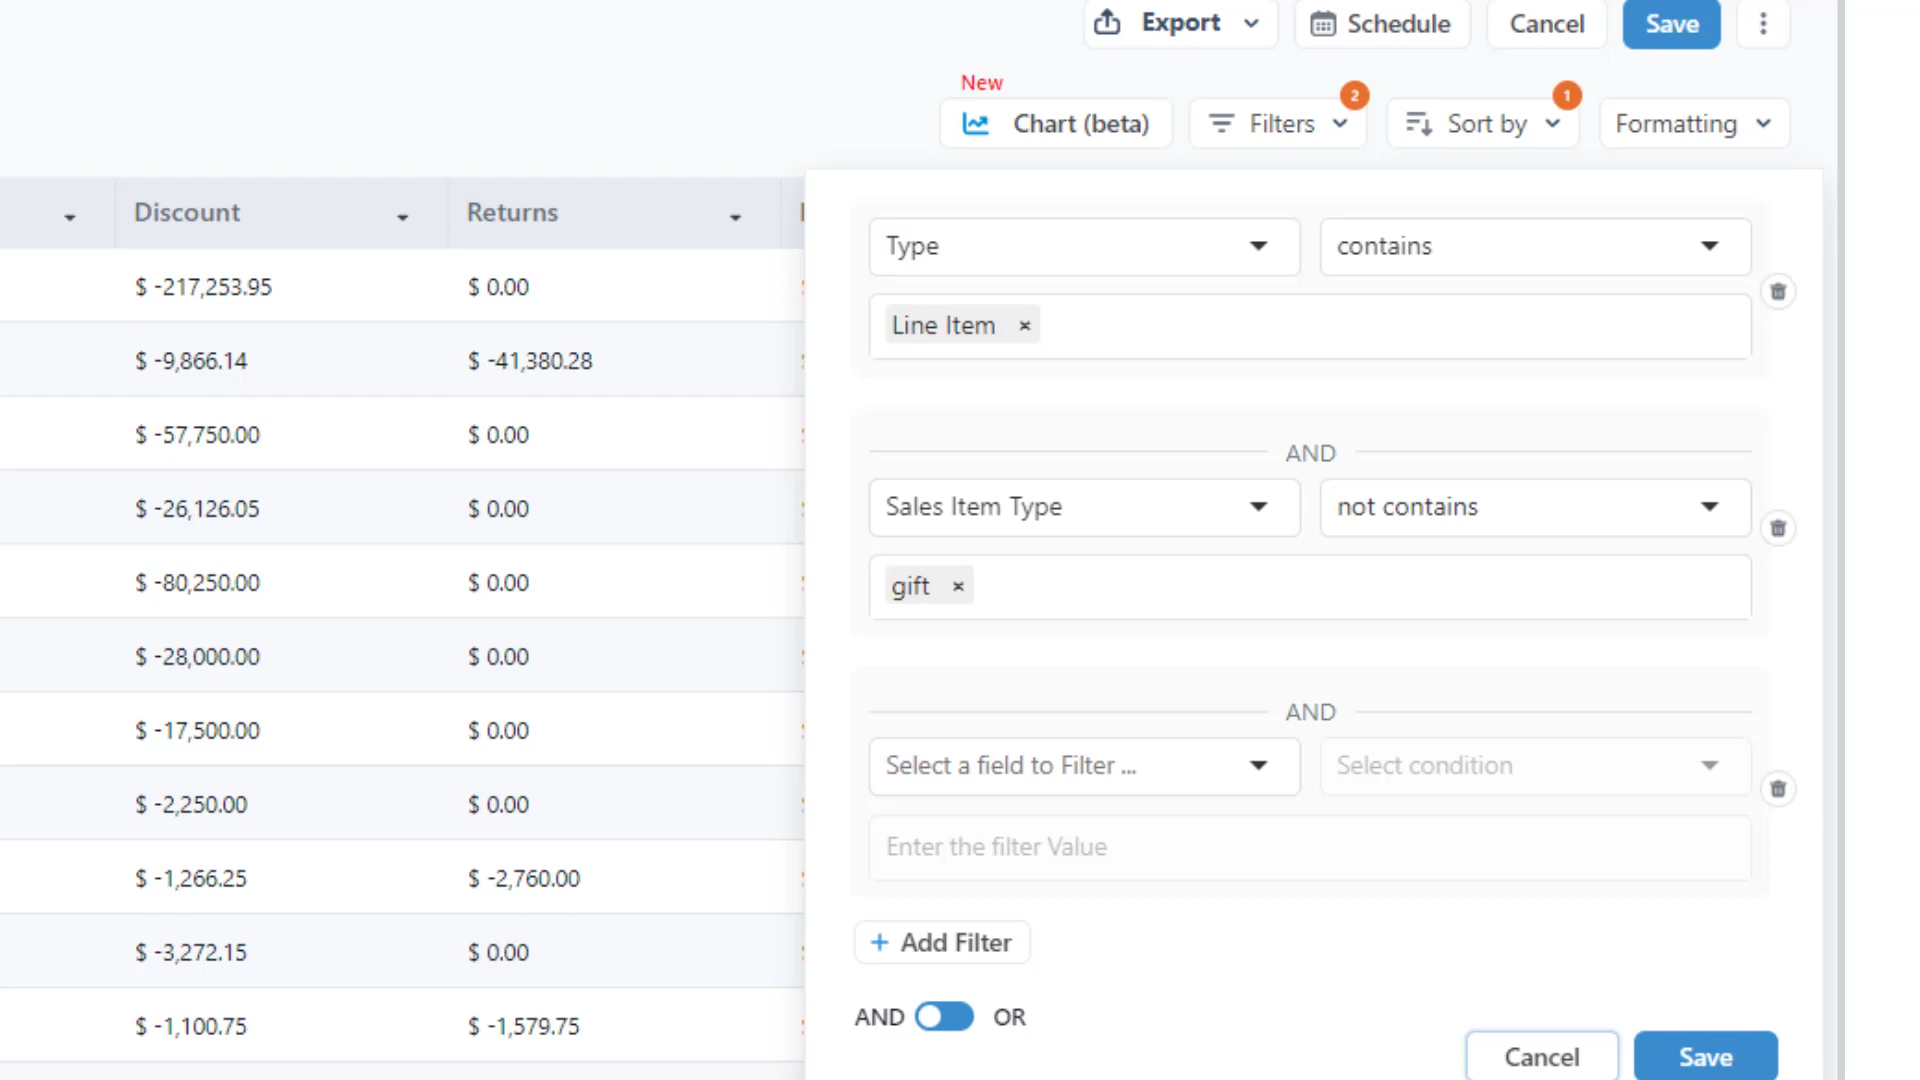 Export
Schedule
Cancel
Save
New
Chart (beta)
Filters
2
Sort by
1
Formatting
Discount
Returns
$ -217,253.95
$ 0.00
$ -9,866.14
$ -41,380.28
$ -57,750.00
$ 0.00
$ -26,126.05
$ 0.00
$ -80,250.00
$ 0.00
$ -28,000.00
$ 0.00
$ -17,500.00
$ 0.00
$ -2,250.00
$ 0.00
$ -1,266.25
$ -2,760.00
$ -3,272.15
$ 0.00
$ -1,100.75
$ -1,579.75
Type
contains
Line Item ×
AND
Sales Item Type
not contains
gift ×
AND
Select a field to Filter ...
Select condition
Enter the filter Value
+ Add Filter
AND
OR
Cancel
Save